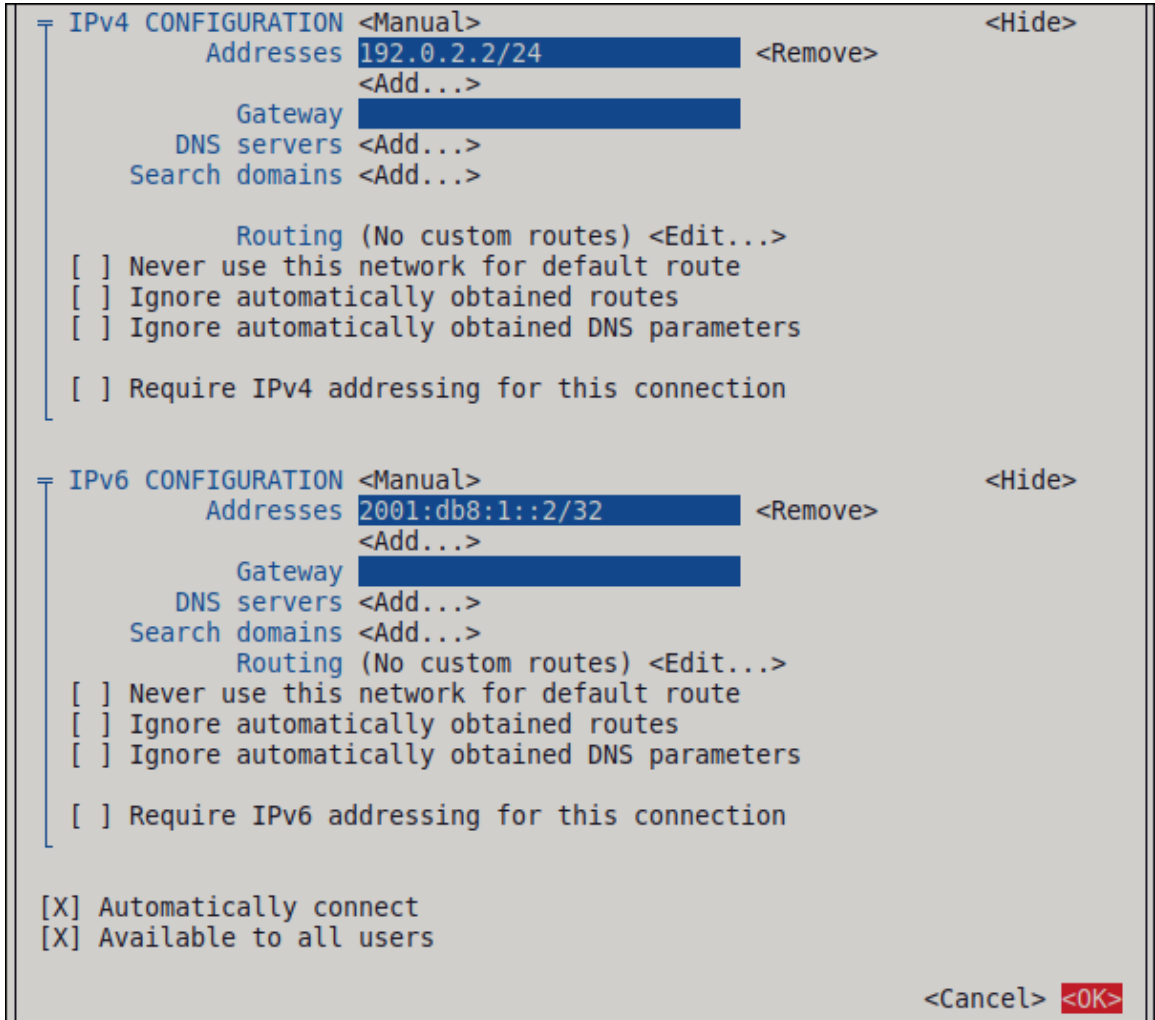 IPv4 CONFIGURATION <Manual> <Hide>
Addresses 192.0.2.2/24 <Remove>
<Add...>
Gateway
DNS servers <Add...>
Search domains <Add...>
Routing (No custom routes) <Edit...>
[ ] Never use this network for default route
[ ] Ignore automatically obtained routes
[ ] Ignore automatically obtained DNS parameters
[ ] Require IPv4 addressing for this connection
IPv6 CONFIGURATION <Manual> <Hide>
Addresses 2001:db8:1::2/32 <Remove>
<Add...>
Gateway
DNS servers <Add...>
Search domains <Add...>
Routing (No custom routes) <Edit...>
[ ] Never use this network for default route
[ ] Ignore automatically obtained routes
[ ] Ignore automatically obtained DNS parameters
[ ] Require IPv6 addressing for this connection
[X] Automatically connect
[X] Available to all users
<Cancel> <OK>